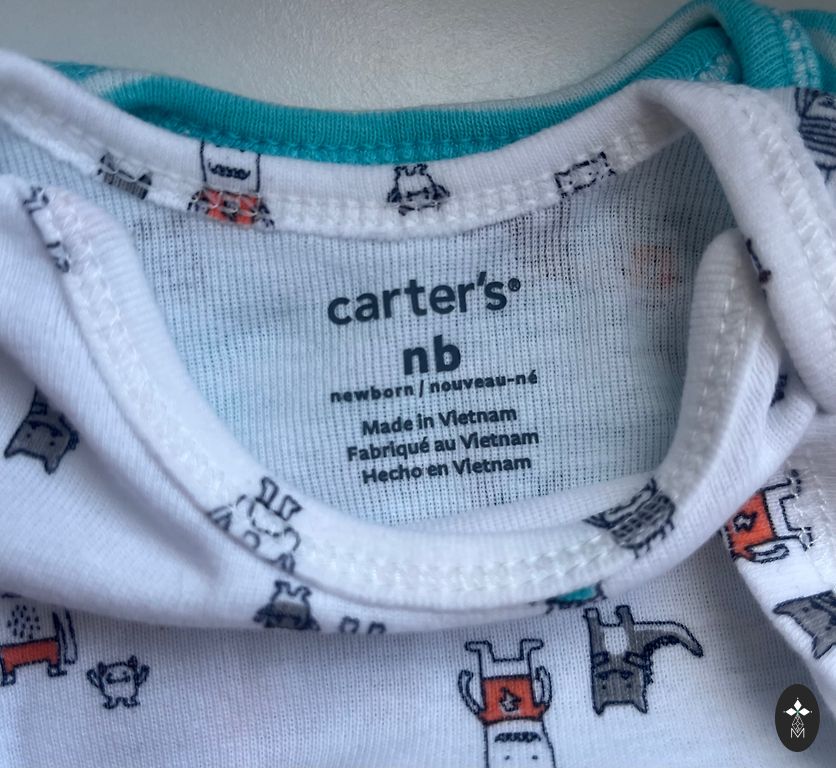 carter's®
nb
newborn / nouveau-né
Made in Vietnam
Fabriqué au Vietnam
Hecho en Vietnam
M